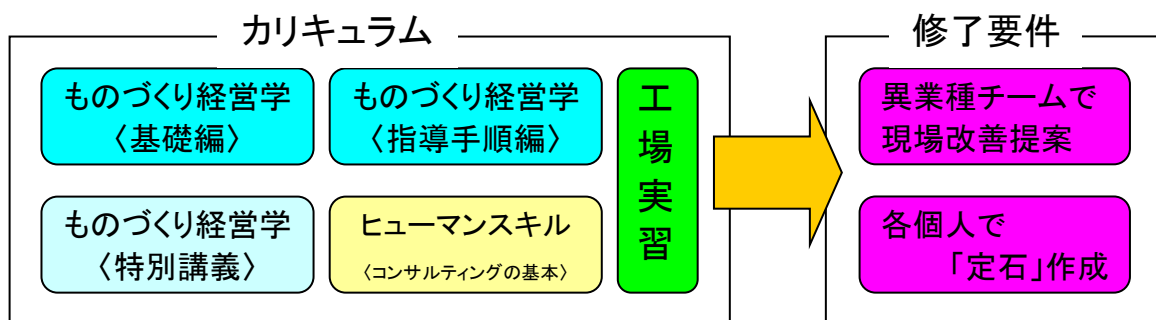 カリキュラム
ものづくり経営学
〈基礎編〉
ものづくり経営学
〈指導手順編〉
ものづくり経営学
〈特別講義〉
ヒューマンスキル
〈コンサルティングの基本〉
工場実習
修了要件
異業種チームで
現場改善提案
各個人で
「定石」作成